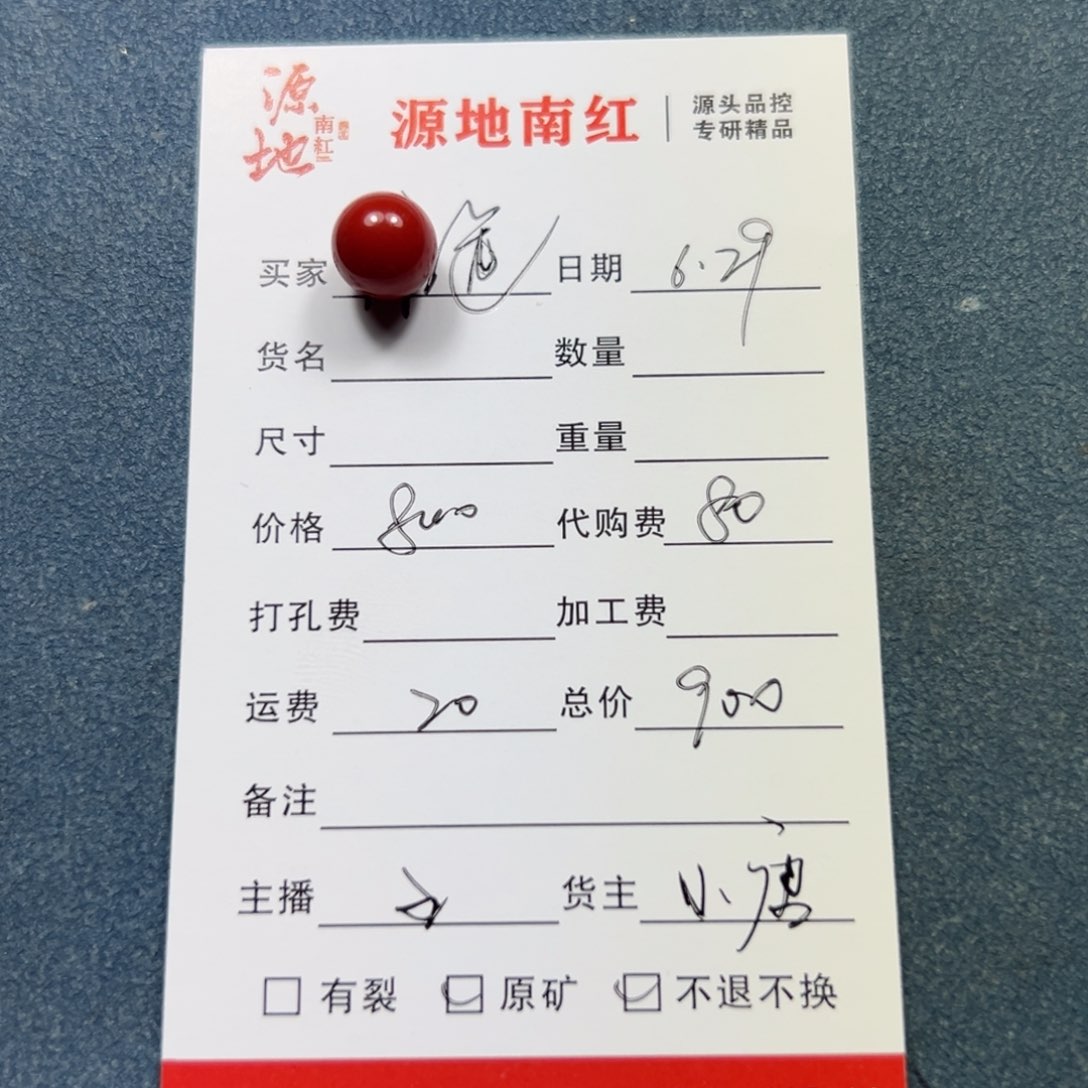 源地
南红
源地南红
源头品控
专研精品
买家 日期 6.29
货名 数量
尺寸 重量
价格 800 代购费 80
打孔费 加工费
运费 20 总价 900
备注
主播 货主 小唐
有裂 原矿 不退不换